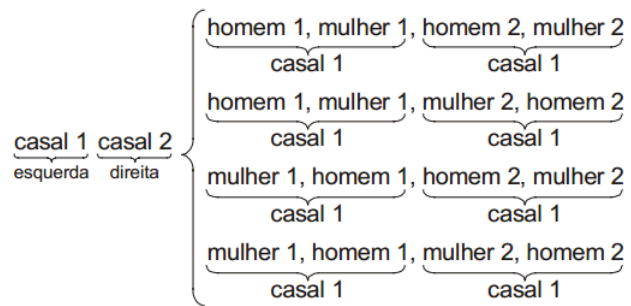 homem 1, mulher 1, homem 2, mulher 2
casal 1 casal 1
homem 1, mulher 1, mulher 2, homem 2
casal 1 casal 1
casal 1 casal 2
esquerda direita
mulher 1, homem 1, homem 2, mulher 2
casal 1 casal 1
mulher 1, homem 1, mulher 2, homem 2
casal 1 casal 1